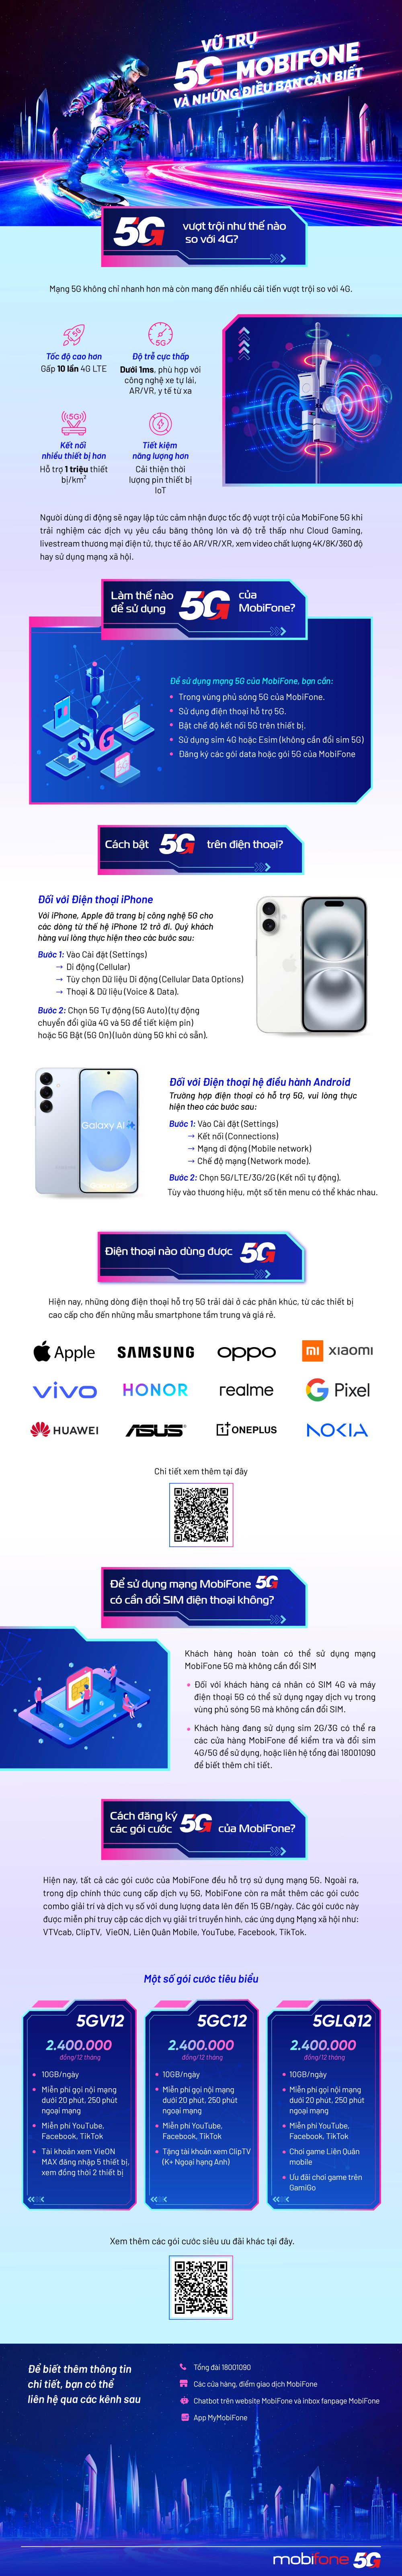 VŨ TRỤ
5G MOBIFONE
VÀ NHỮNG ĐIỀU BẠN CẦN BIẾT
5G vượt trội như thế nào
so với 4G?
Mạng 5G không chỉ nhanh hơn mà còn mang đến nhiều cải tiến vượt trội so với 4G.
Tốc độ cao hơn
Gấp 10 lần 4G LTE
5G
Độ trễ cực thấp
Dưới 1ms, phù hợp với
công nghệ xe tự lái,
AR/VR, y tế từ xa
((5G))
Kết nối
nhiều thiết bị hơn
Hỗ trợ 1 triệu thiết
bị/km²
Tiết kiệm
năng lượng hơn
Cải thiện thời
lượng pin thiết bị
IoT
Người dùng di động sẽ ngay lập tức cảm nhận được tốc độ vượt trội của MobiFone 5G khi
trải nghiệm các dịch vụ yêu cầu băng thông lớn và độ trễ thấp như Cloud Gaming,
livestream thương mại điện tử, thực tế ảo AR/VR/XR, xem video chất lượng 4K/8K/360 độ
hay sử dụng mạng xã hội.
Làm thế nào
để sử dụng 5G của
MobiFone?
5G
Để sử dụng mạng 5G của MobiFone, bạn cần:
Trong vùng phủ sóng 5G của MobiFone.
Sử dụng điện thoại hỗ trợ 5G.
Bật chế độ kết nối 5G trên thiết bị.
Sử dụng sim 4G hoặc Esim (không cần đổi sim 5G)
Đăng ký các gói data hoặc gói 5G của MobiFone
Cách bật 5G trên điện thoại?
Đối với Điện thoại iPhone
Với iPhone, Apple đã trang bị công nghệ 5G cho
các dòng từ thế hệ iPhone 12 trở đi. Quý khách
hàng vui lòng thực hiện theo các bước sau:
Bước 1: Vào Cài đặt (Settings)
→ Di động (Cellular)
→ Tùy chọn Dữ liệu Di động (Cellular Data Options)
→ Thoại & Dữ liệu (Voice & Data).
Bước 2: Chọn 5G Tự động (5G Auto) (tự động
chuyển đổi giữa 4G và 5G để tiết kiệm pin)
hoặc 5G Bật (5G On) (luôn dùng 5G khi có sẵn).
Galaxy AI
Đối với Điện thoại hệ điều hành Android
Trường hợp điện thoại có hỗ trợ 5G, vui lòng thực
hiện theo các bước sau:
Bước 1: Vào Cài đặt (Settings)
→ Kết nối (Connections)
→ Mạng di động (Mobile network)
→ Chế độ mạng (Network mode).
Bước 2: Chọn 5G/LTE/3G/2G (Kết nối tự động).
Tùy vào thương hiệu, một số tên menu có thể khác nhau.
Điện thoại nào dùng được 5G
Hiện nay, những dòng điện thoại hỗ trợ 5G trải dài ở các phân khúc, từ các thiết bị
cao cấp cho đến những mẫu smartphone tầm trung và giá rẻ.
Apple SAMSUNG oppo mi xiaomi
vivo HONOR realme G Pixel
HUAWEI ASUS 1+ ONEPLUS NOKIA
Chi tiết xem thêm tại đây
Để sử dụng mạng MobiFone 5G
có cần đổi SIM điện thoại không?
Khách hàng hoàn toàn có thể sử dụng mạng
MobiFone 5G mà không cần đổi SIM
Đối với khách hàng cá nhân có SIM 4G và máy
điện thoại 5G có thể sử dụng ngay dịch vụ trong
vùng phủ sóng 5G mà không cần đổi SIM.
Khách hàng đang sử dụng sim 2G/3G có thể ra
các cửa hàng MobiFone để kiểm tra và đổi sim
4G/5G để sử dụng, hoặc liên hệ tổng đài 18001090
để biết thêm chi tiết.
Cách đăng ký
các gói cước 5G của MobiFone?
Hiện nay, tất cả các gói cước của MobiFone đều hỗ trợ sử dụng mạng 5G. Ngoài ra,
trong dịp chính thức cung cấp dịch vụ 5G, MobiFone còn ra mắt thêm các gói cước
combo giải trí và dịch vụ số với dung lượng data lên đến 15 GB/ngày. Các gói cước này
được miễn phí truy cập các dịch vụ giải trí truyền hình, các ứng dụng Mạng xã hội như:
VTVcab, ClipTV, VieON, Liên Quân Mobile, YouTube, Facebook, TikTok.
Một số gói cước tiêu biểu
5GV12
2.400.000
đồng/12 tháng
10GB/ngày
Miễn phí gọi nội mạng
dưới 20 phút, 250 phút
ngoại mạng
Miễn phí YouTube,
Facebook, TikTok
Tài khoản xem VieON
MAX đăng nhập 5 thiết bị,
xem đồng thời 2 thiết bị
5GC12
2.400.000
đồng/12 tháng
10GB/ngày
Miễn phí gọi nội mạng
dưới 20 phút, 250 phút
ngoại mạng
Miễn phí YouTube,
Facebook, TikTok
Tặng tài khoản xem ClipTV
(K+ Ngoại hạng Anh)
5GLQ12
2.400.000
đồng/12 tháng
10GB/ngày
Miễn phí gọi nội mạng
dưới 20 phút, 250 phút
ngoại mạng
Miễn phí YouTube,
Facebook, TikTok
Chơi game Liên Quân
mobile
Ưu đãi chơi game trên
GamiGo
Xem thêm các gói cước siêu ưu đãi khác tại đây.
Để biết thêm thông tin
chi tiết, bạn có thể
liên hệ qua các kênh sau
Tổng đài 18001090
Các cửa hàng, điểm giao dịch MobiFone
Chatbot trên website MobiFone và inbox fanpage MobiFone
App MyMobiFone
mobifone 5G